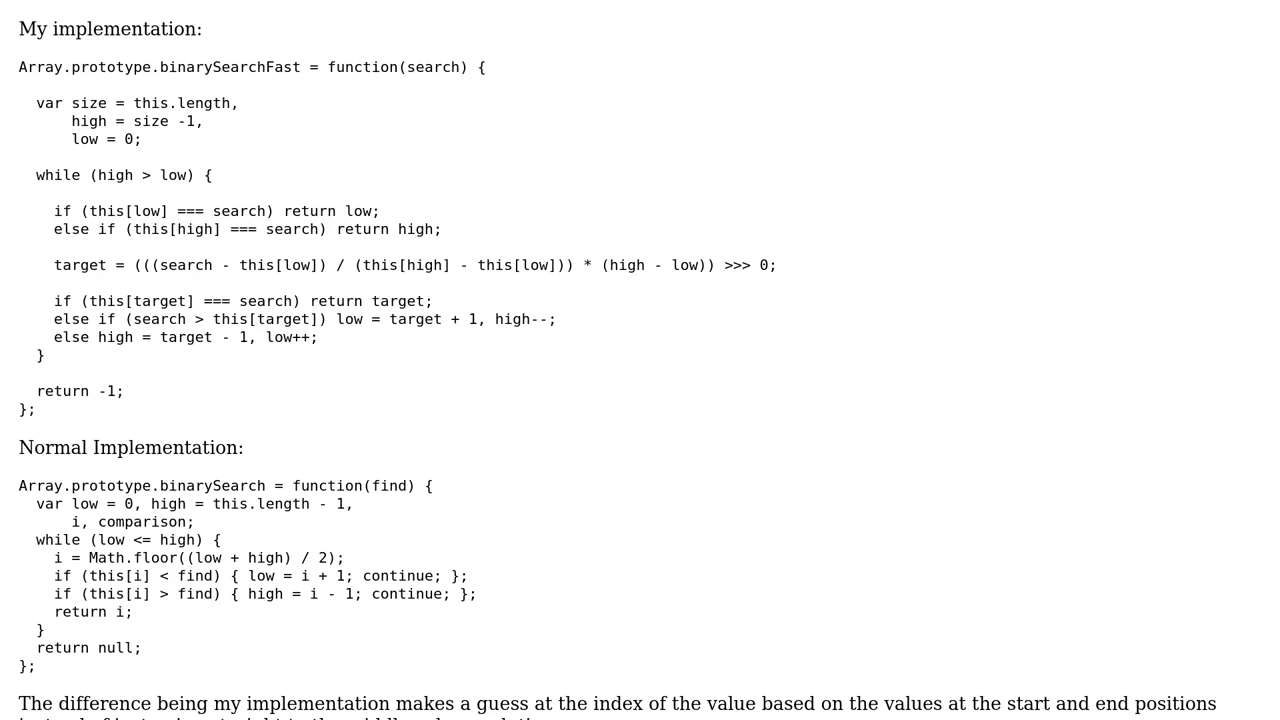 My implementation:
Array.prototype.binarySearchFast = function(search) {
  var size = this.length,
      high = size -1,
      low = 0;
  while (high > low) {
    if (this[low] === search) return low;
    else if (this[high] === search) return high;
    target = (((search - this[low]) / (this[high] - this[low])) * (high - low)) >>> 0;
    if (this[target] === search) return target;
    else if (search > this[target]) low = target + 1, high--;
    else high = target - 1, low++;
  }
  return -1;
};
Normal Implementation:
Array.prototype.binarySearch = function(find) {
  var low = 0, high = this.length - 1,
      i, comparison;
  while (low <= high) {
    i = Math.floor((low + high) / 2);
    if (this[i] < find) { low = i + 1; continue; };
    if (this[i] > find) { high = i - 1; continue; };
    return i;
  }
  return null;
};
The difference being my implementation makes a guess at the index of the value based on the values at the start and end positions